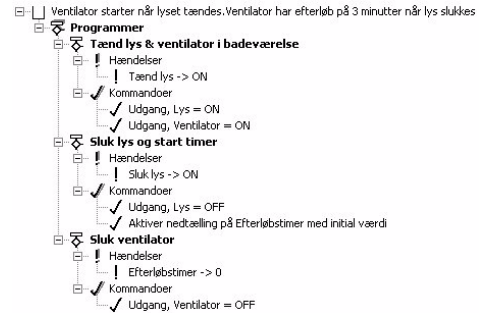 Ventilator starter når lyset tændes.Ventilator har efterløb på 3 minutter når lys slukkes
Programmer
Tænd lys & ventilator i badeværelse
Hændelser
Tænd lys -> ON
Kommandoer
Udgang, Lys = ON
Udgang, Ventilator = ON
Sluk lys og start timer
Hændelser
Sluk lys -> ON
Kommandoer
Udgang, Lys = OFF
Aktiver nedtælling på Efterløbstimer med initial værdi
Sluk ventilator
Hændelser
Efterløbstimer -> 0
Kommandoer
Udgang, Ventilator = OFF